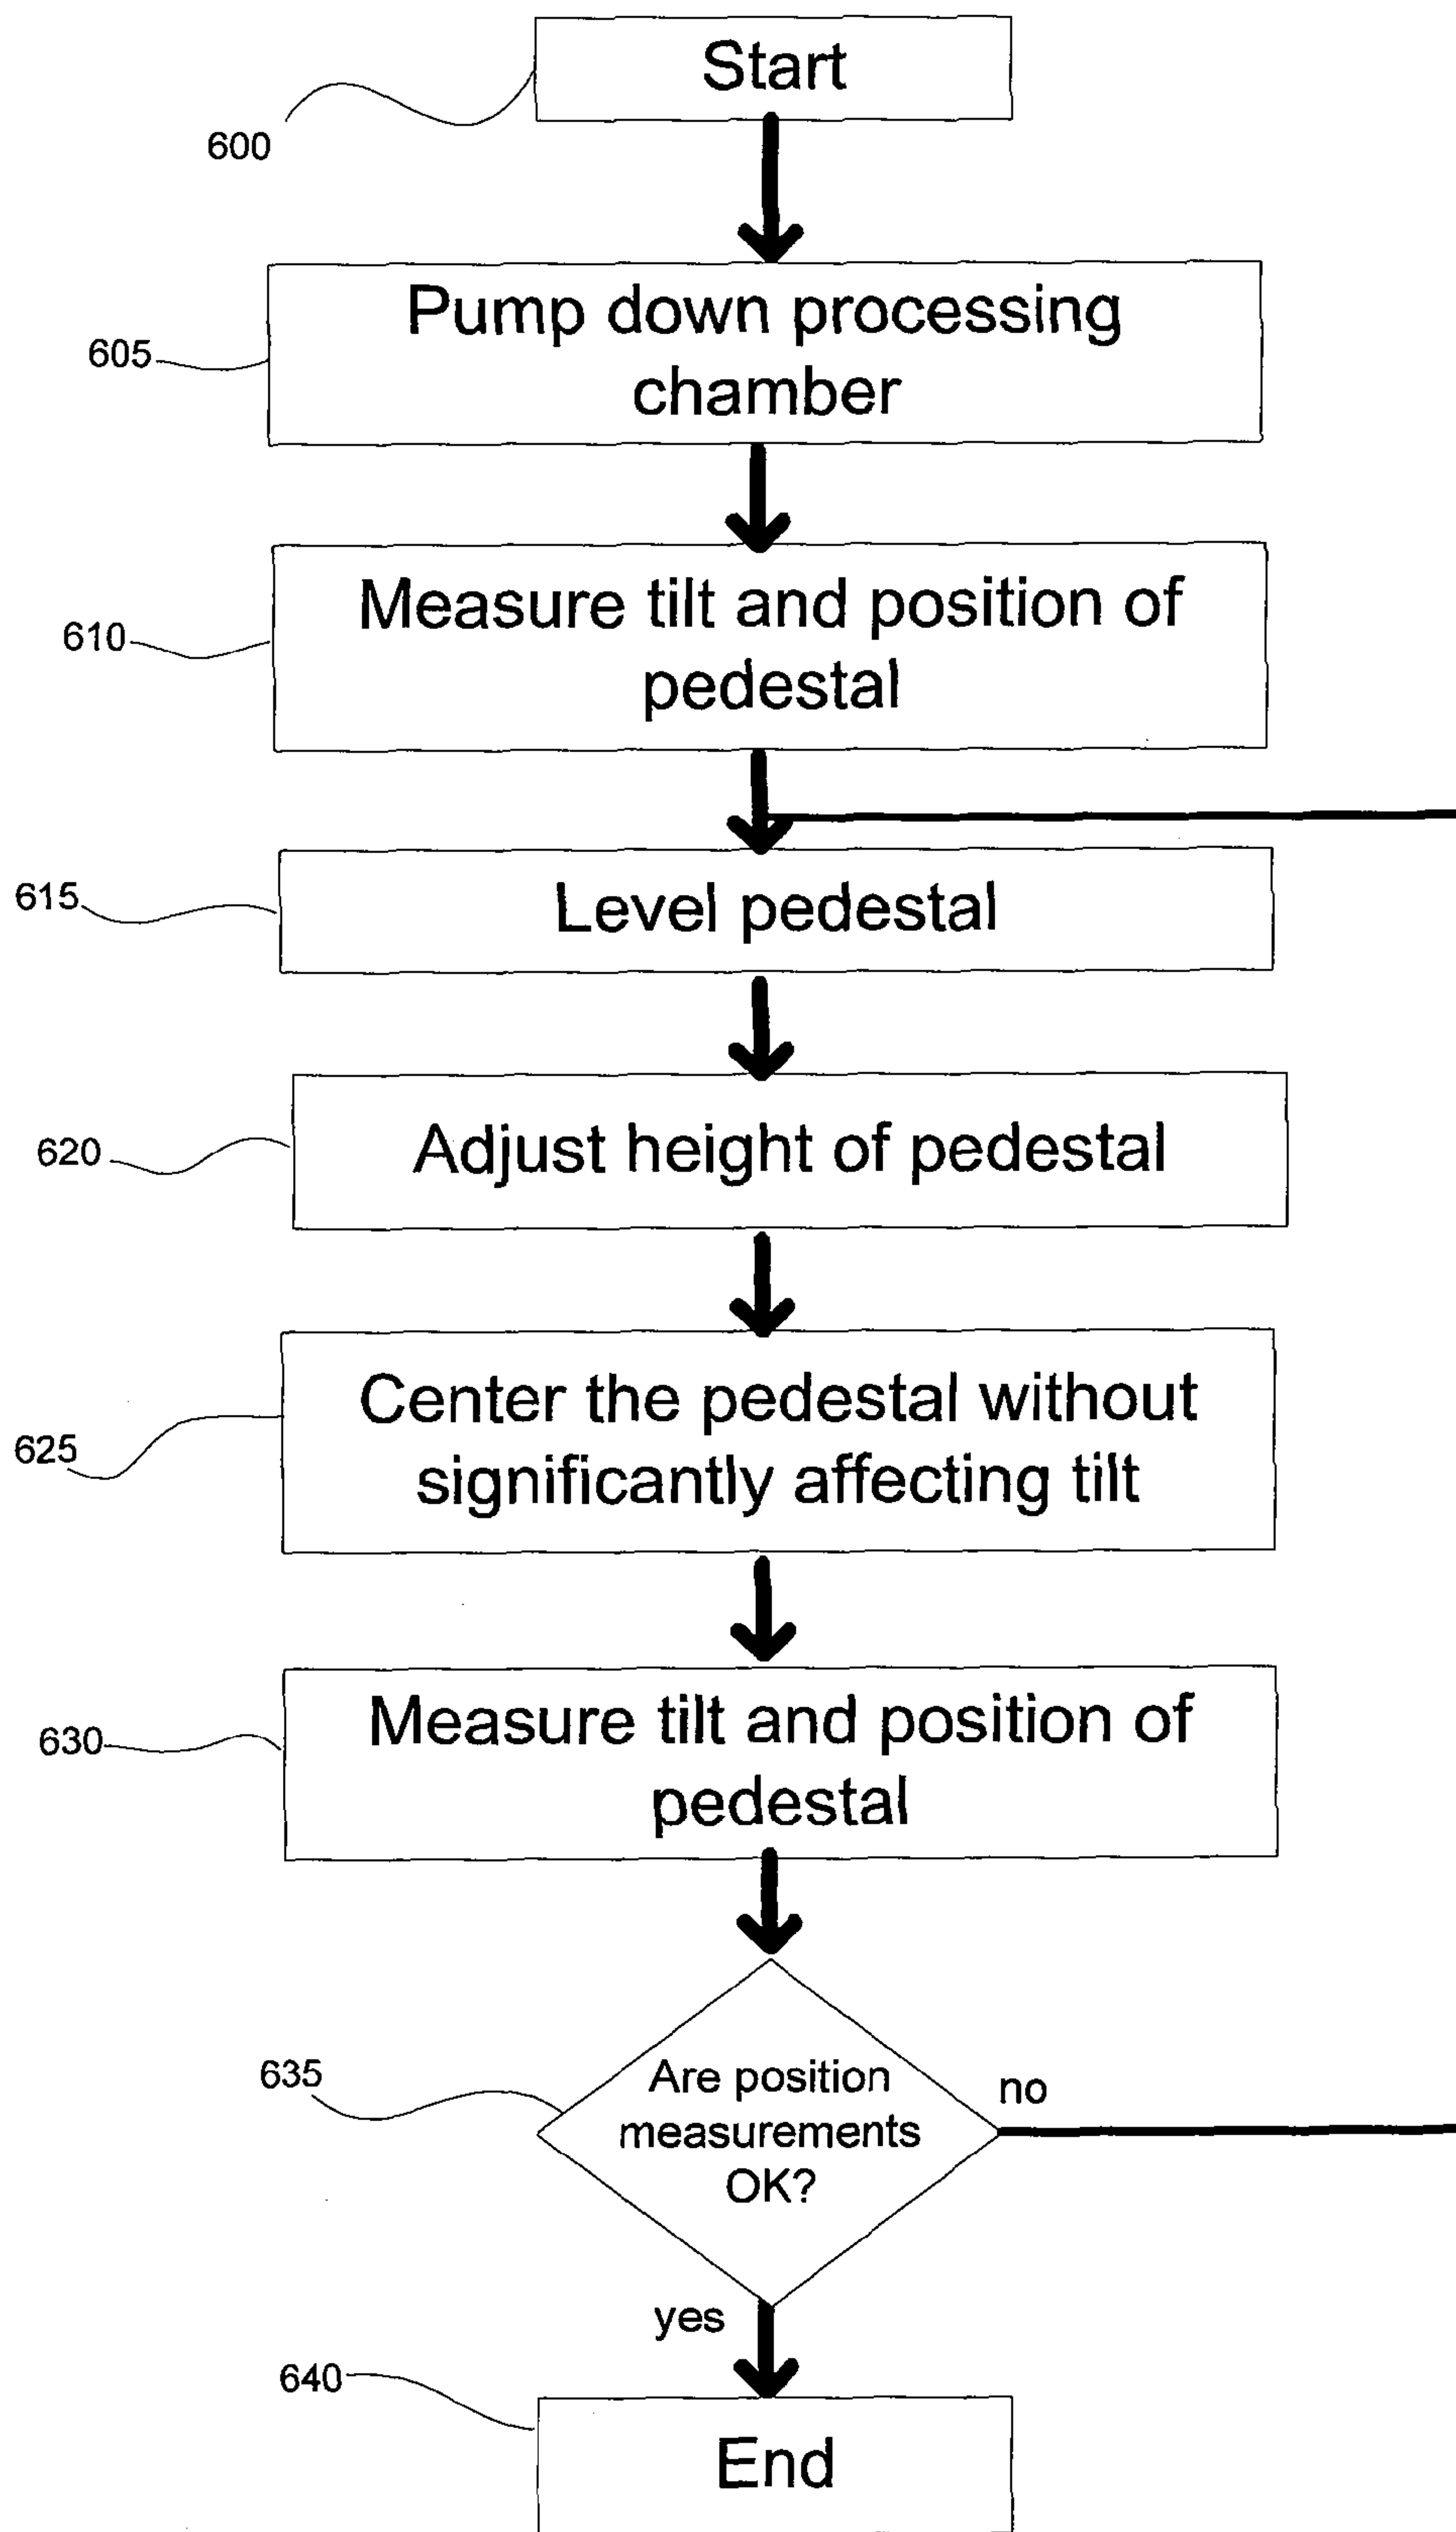 Start
600
Pump down processing
chamber
605
Measure tilt and position of
pedestal
610
Level pedestal
615
Adjust height of pedestal
620
Center the pedestal without
significantly affecting tilt
625
Measure tilt and position of
pedestal
630
Are position
measurements
OK?
635
no
yes
640
End